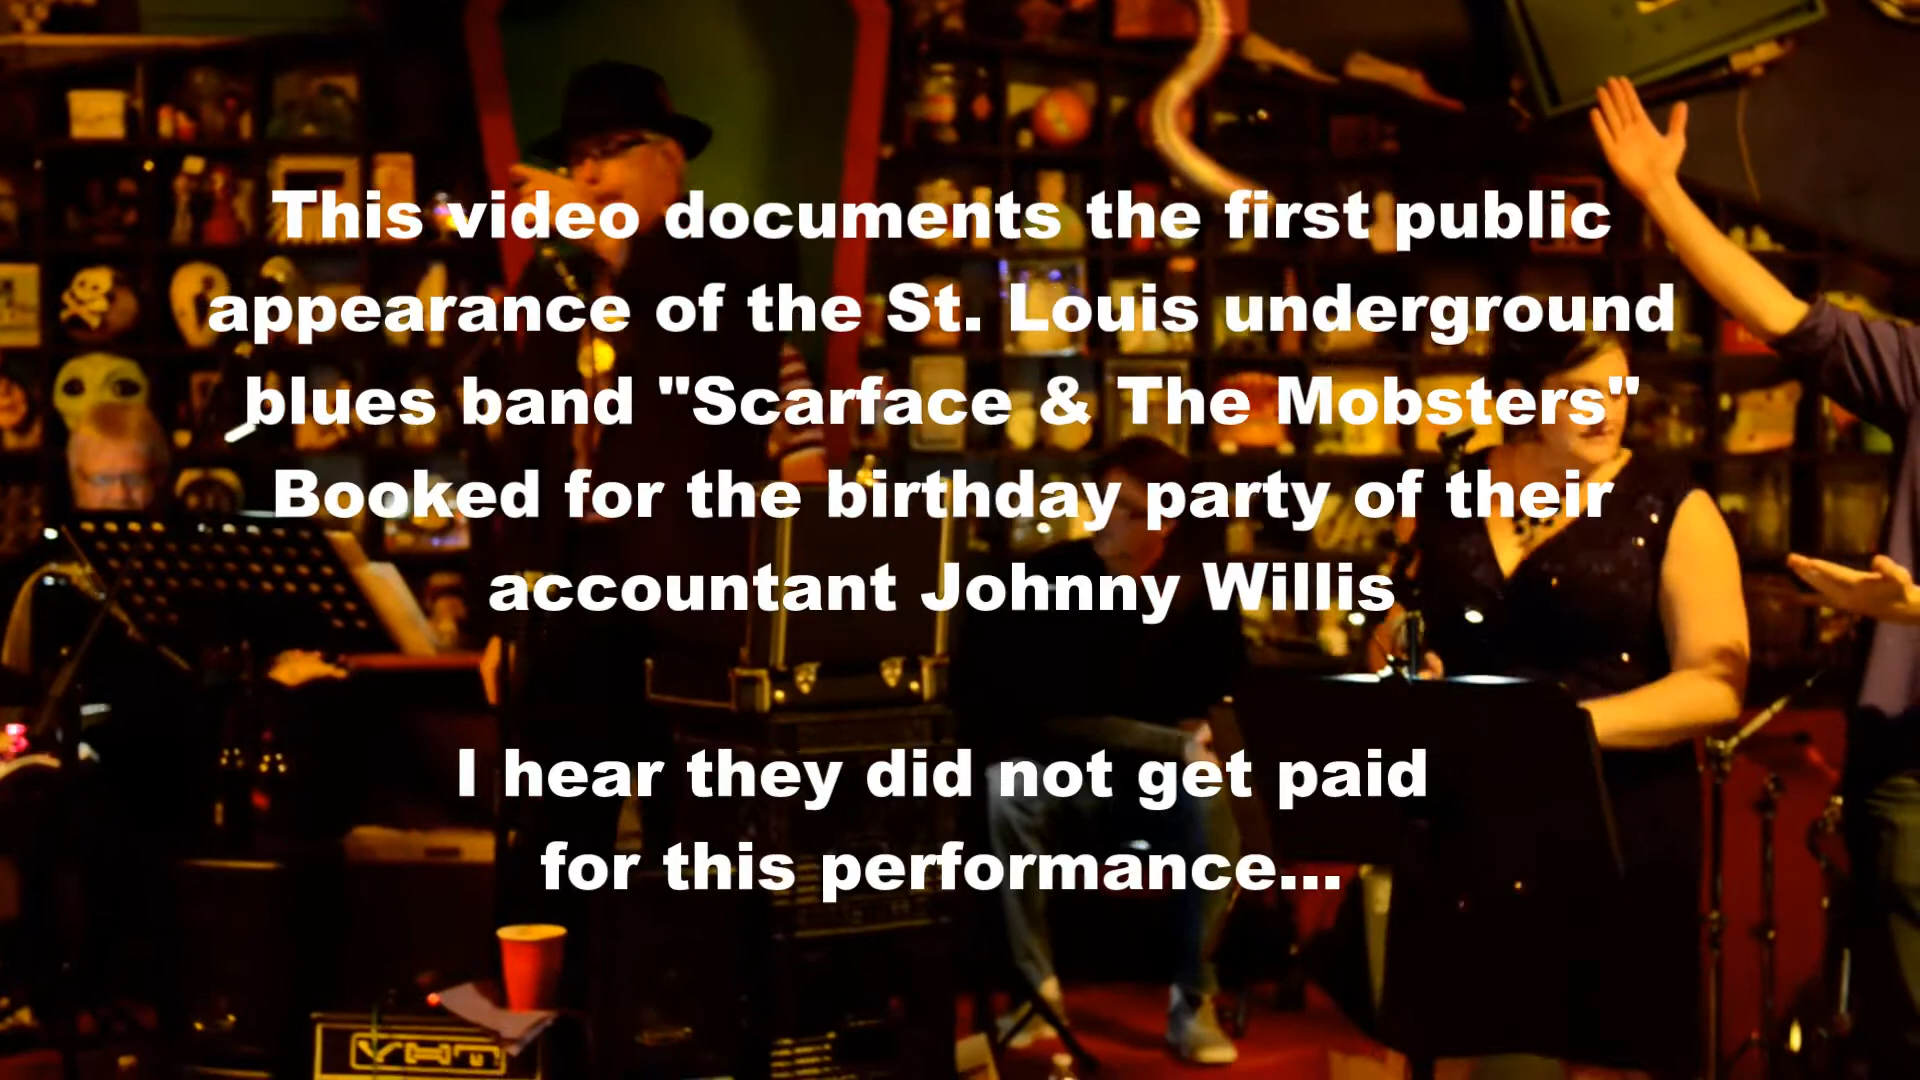 This video documents the first public
appearance of the St. Louis underground
blues band "Scarface & The Mobsters"
Booked for the birthday party of their
accountant Johnny Willis
I hear they did not get paid
for this performance...
VHT